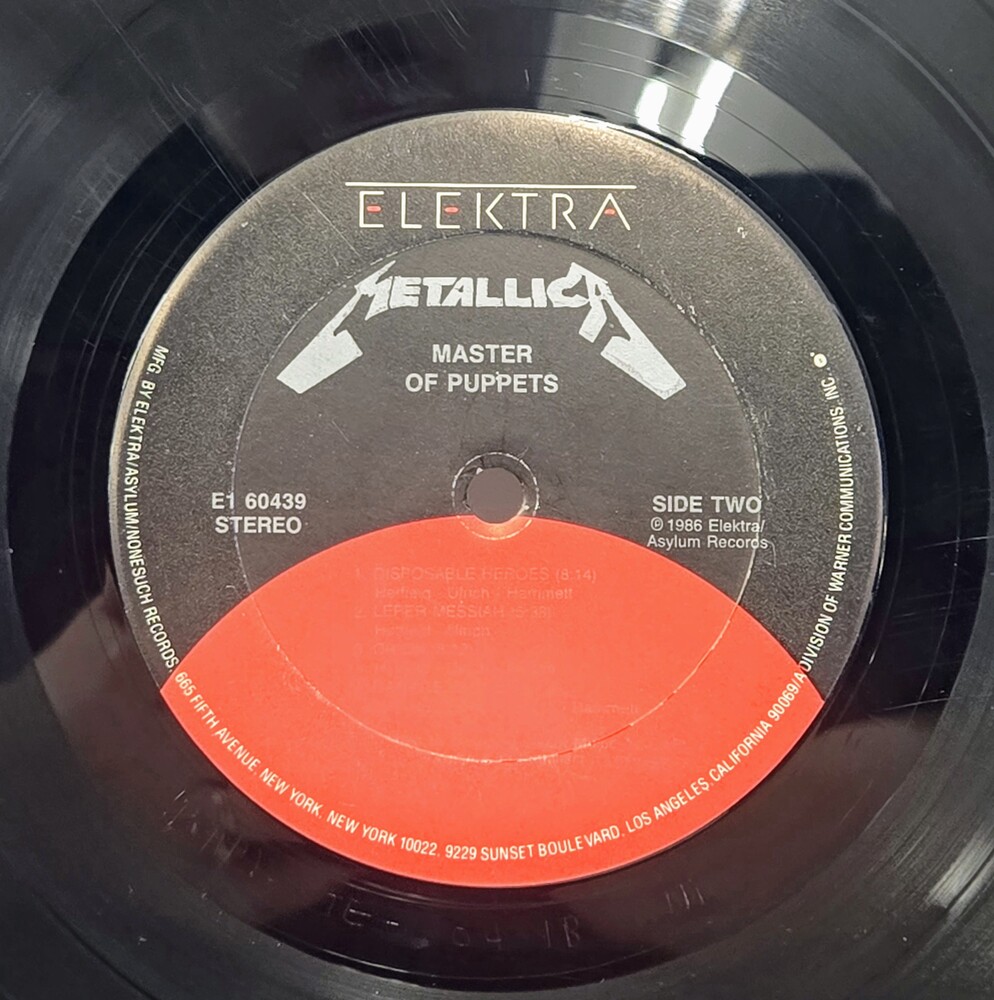 ELEKTRA
METALLICA
MASTER
OF PUPPETS
E1 60439
STEREO
SIDE TWO
© 1986 Elektra/
Asylum Records
1. DISPOSABLE HEROES (8:14)
Hetfield - Ulrich - Hammett
2. LEPER MESSIAH (5:38)
Hetfield - Ulrich
Hammett
MFG. BY ELEKTRA/ASYLUM/NONESUCH RECORDS, 665 FIFTH AVENUE, NEW YORK, NEW YORK 10022. 9229 SUNSET BOULEVARD, LOS ANGELES, CALIFORNIA 90069/A DIVISION OF WARNER COMMUNICATIONS, INC.